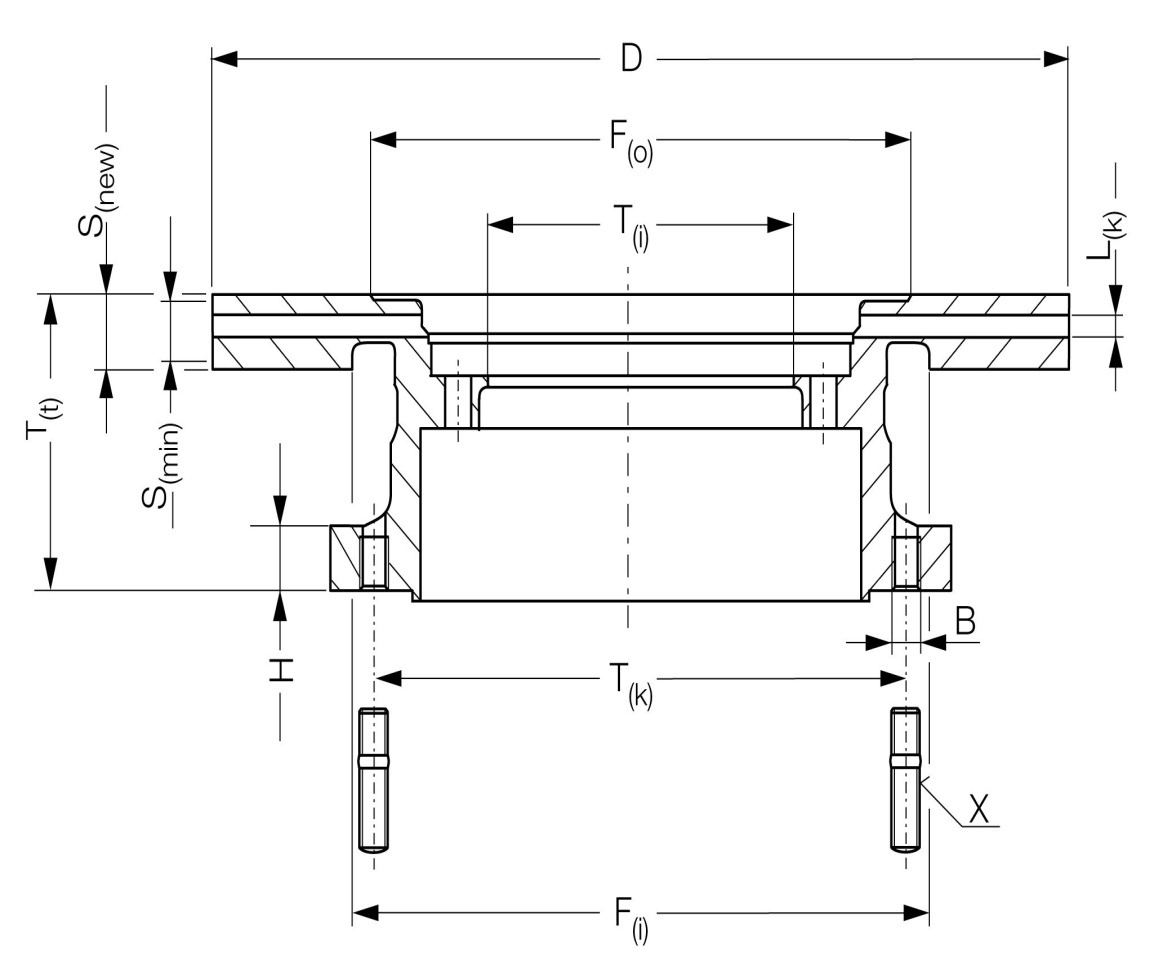 D
F(o)
S(new)
T(i)
L(k)
T(t)
S(min)
B
H
T(k)
X
F(i)